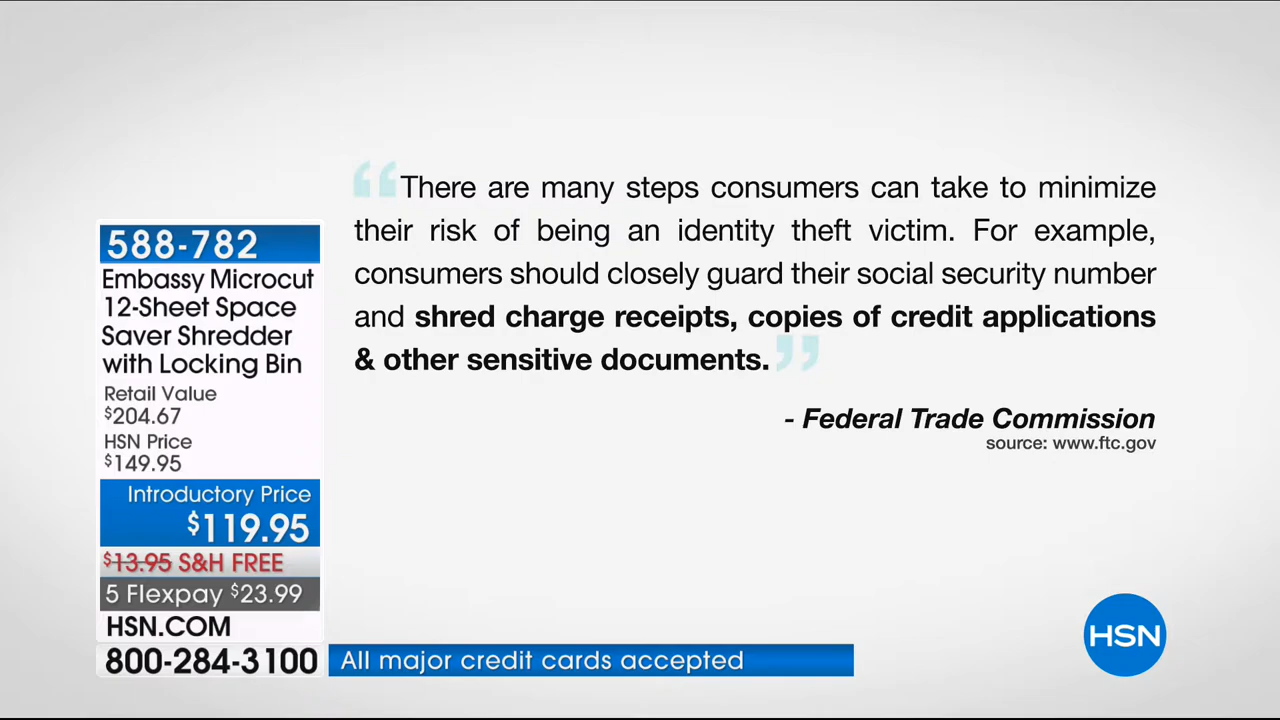 588-782
Embassy Microcut
12-Sheet Space
Saver Shredder
with Locking Bin
Retail Value
$204.67
HSN Price
$149.95
Introductory Price
$119.95
$13.95 S&H FREE
5 Flexpay $23.99
HSN.COM
800-284-3100
“There are many steps consumers can take to minimize
their risk of being an identity theft victim. For example,
consumers should closely guard their social security number
and shred charge receipts, copies of credit applications
& other sensitive documents.”
- Federal Trade Commission
source: www.ftc.gov
All major credit cards accepted
HSN